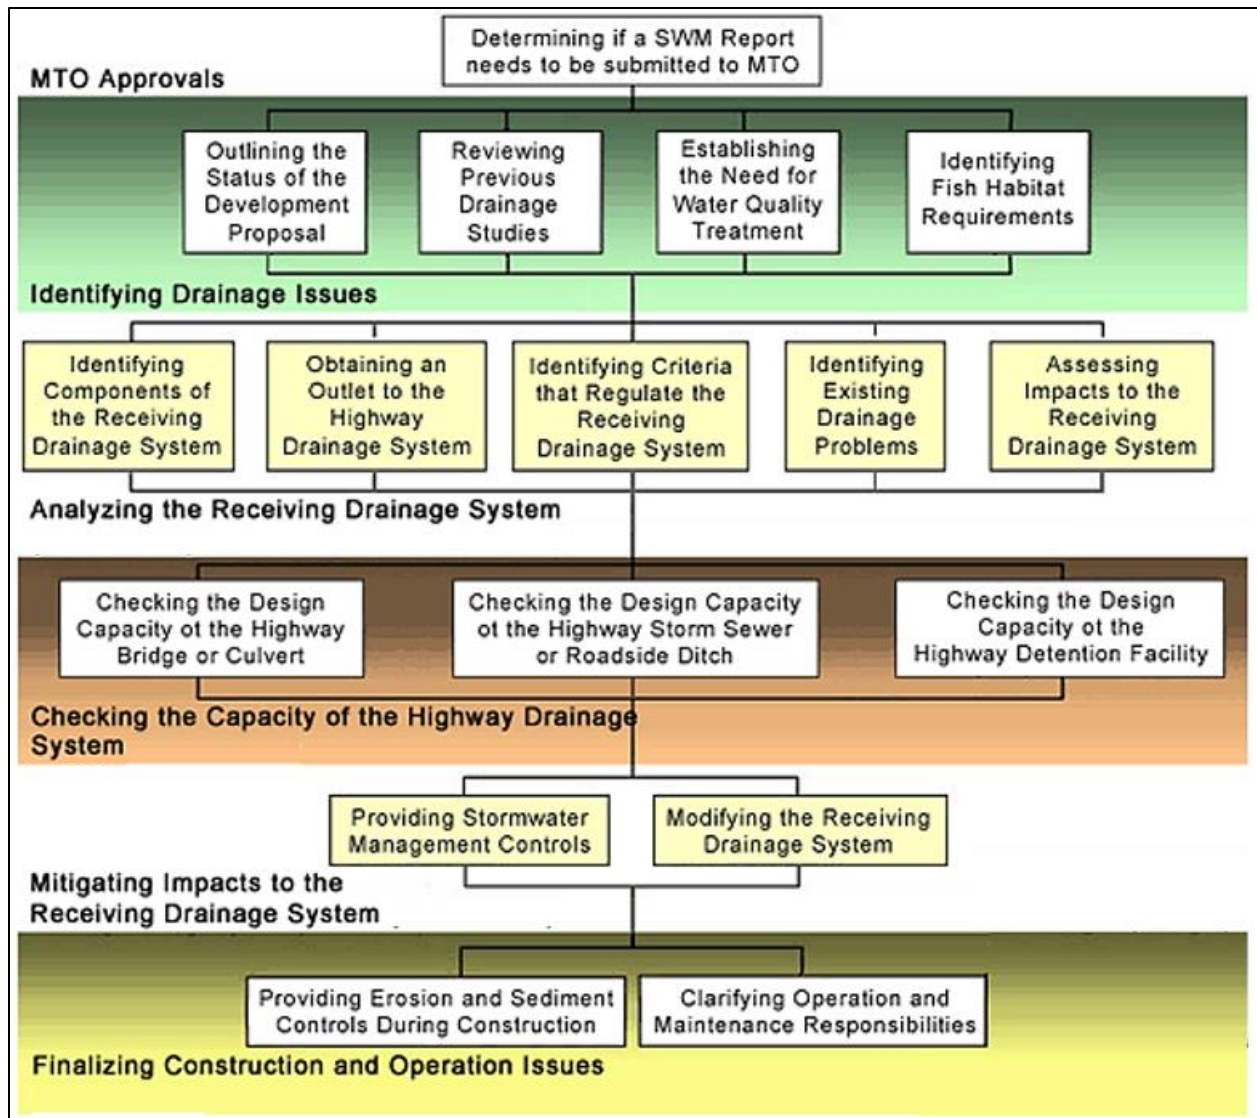 Determining if a SWM Report
needs to be submitted to MTO
MTO Approvals
Outlining the
Status of the
Development
Proposal
Reviewing
Previous
Drainage
Studies
Establishing
the Need for
Water Quality
Treatment
Identifying
Fish Habitat
Requirements
Identifying Drainage Issues
Identifying
Components of
the Receiving
Drainage System
Obtaining an
Outlet to the
Highway
Drainage System
Identifying Criteria
that Regulate the
Receiving
Drainage System
Identifying
Existing
Drainage
Problems
Assessing
Impacts to the
Receiving
Drainage System
Analyzing the Receiving Drainage System
Checking the Design
Capacity ot the Highway
Bridge or Culvert
Checking the Design Capacity
ot the Highway Storm Sewer
or Roadside Ditch
Checking the Design
Capacity ot the
Highway Detention Facility
Checking the Capacity of the Highway Drainage
System
Providing Stormwater
Management Controls
Modifying the Receiving
Drainage System
Mitigating Impacts to the
Receiving Drainage System
Providing Erosion and Sediment
Controls During Construction
Clarifying Operation and
Maintenance Responsibilities
Finalizing Construction and Operation Issues